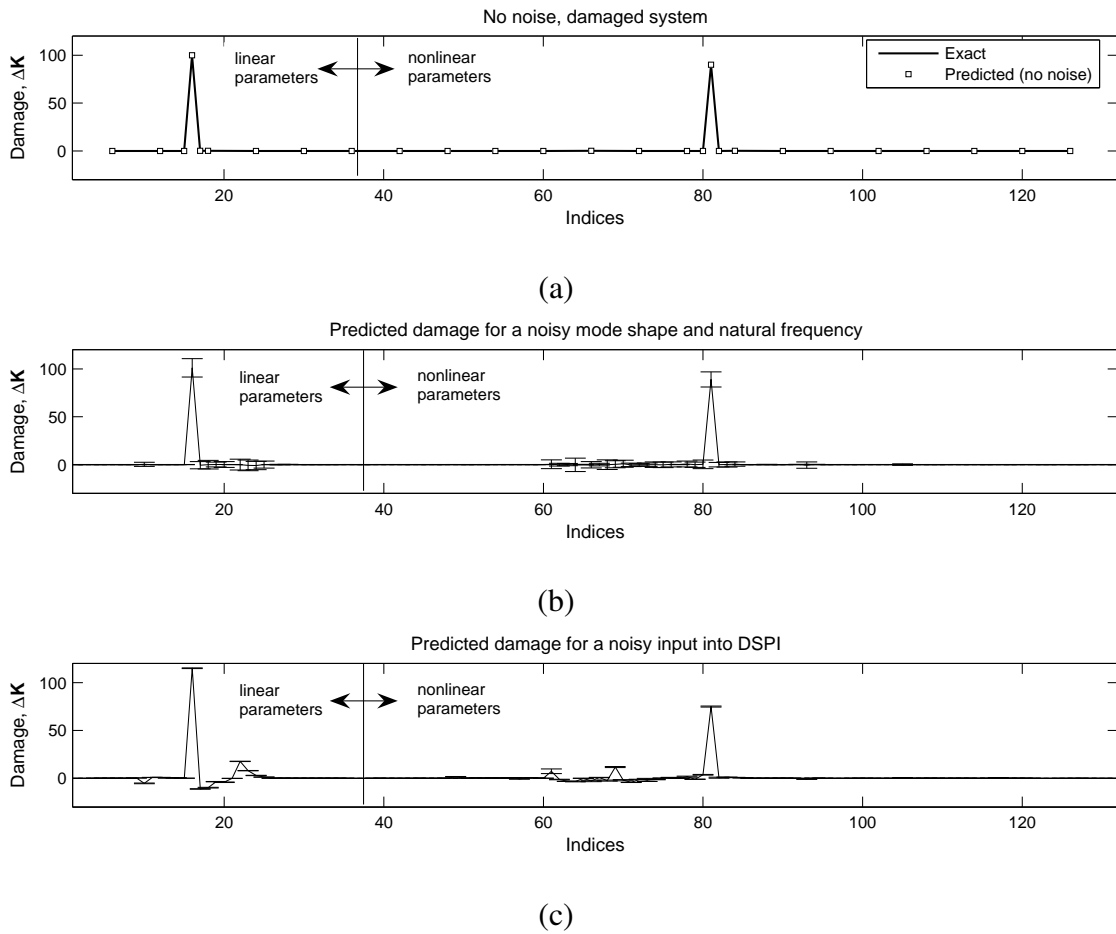 No noise, damaged system
Damage, ΔK
100
50
0
linear
parameters
nonlinear
parameters
Exact
Predicted (no noise)
20 40 60 80 100 120
Indices
(a)
Predicted damage for a noisy mode shape and natural frequency
Damage, ΔK
100
50
0
linear
parameters
nonlinear
parameters
20 40 60 80 100 120
Indices
(b)
Predicted damage for a noisy input into DSPI
Damage, ΔK
100
50
0
linear
parameters
nonlinear
parameters
20 40 60 80 100 120
Indices
(c)